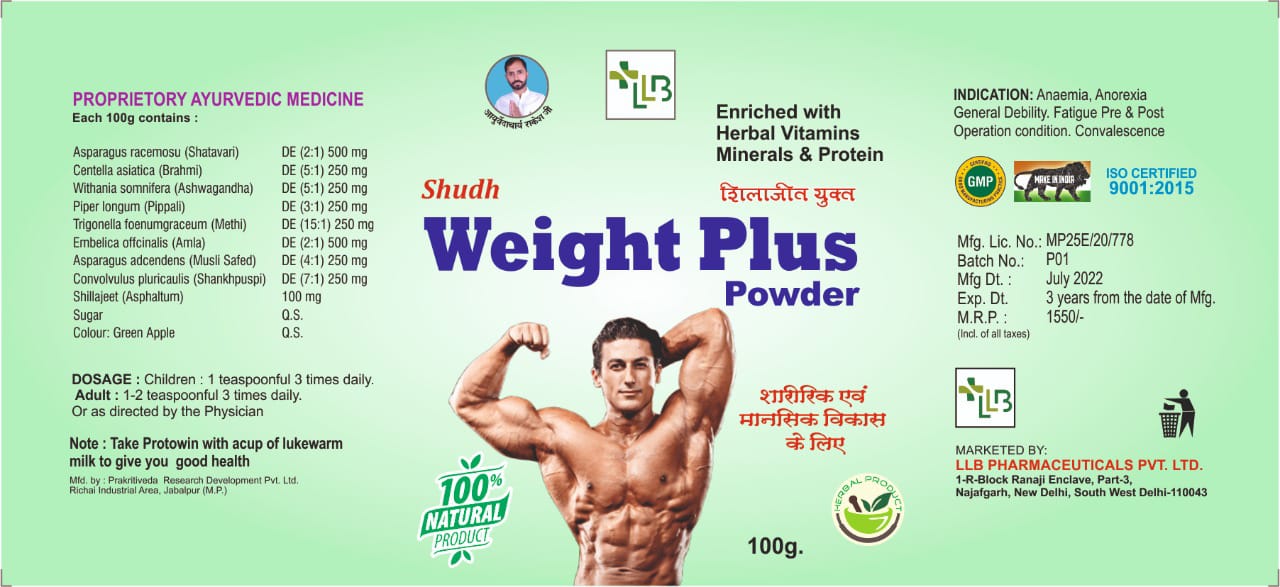 PROPRIETORY AYURVEDIC MEDICINE
Each 100g contains :
Asparagus racemosu (Shatavari) DE (2:1) 500 mg
Centella asiatica (Brahmi) DE (5:1) 250 mg
Withania somnifera (Ashwagandha) DE (5:1) 250 mg
Piper longum (Pippali) DE (3:1) 250 mg
Trigonella foenumgraceum (Methi) DE (15:1) 250 mg
Embelica offcinalis (Amla) DE (2:1) 500 mg
Asparagus adcendens (Musli Safed) DE (4:1) 250 mg
Convolvulus pluricaulis (Shankhpuspi) DE (7:1) 250 mg
Shillajeet (Asphaltum) 100 mg
Sugar Q.S.
Colour: Green Apple Q.S.
DOSAGE : Children : 1 teaspoonful 3 times daily.
Adult : 1-2 teaspoonful 3 times daily.
Or as directed by the Physician
Note : Take Protowin with acup of lukewarm
milk to give you good health
Mfd. by : Prakritiveda Research Development Pvt. Ltd.
Richai Industrial Area, Jabalpur (M.P.)
आयुर्वेदाचार्य राकेश जी
LLB
Enriched with
Herbal Vitamins
Minerals & Protein
Shudh
शिलाजीत युक्त
Weight Plus
Powder
शारीरिक एवं
मानसिक विकास
के लिए
100%
NATURAL
PRODUCT
HERBAL PRODUCT
100g.
INDICATION: Anaemia, Anorexia
General Debility. Fatigue Pre & Post
Operation condition. Convalescence
CERTIFIED
GMP
GOOD MANUFACTURING PRACTICE
MAKE IN INDIA
ISO CERTIFIED
9001:2015
Mfg. Lic. No.: MP25E/20/778
Batch No.: P01
Mfg Dt. : July 2022
Exp. Dt. 3 years from the date of Mfg.
M.R.P. : 1550/-
(Incl. of all taxes)
LLB
MARKETED BY:
LLB PHARMACEUTICALS PVT. LTD.
1-R-Block Ranaji Enclave, Part-3,
Najafgarh, New Delhi, South West Delhi-110043